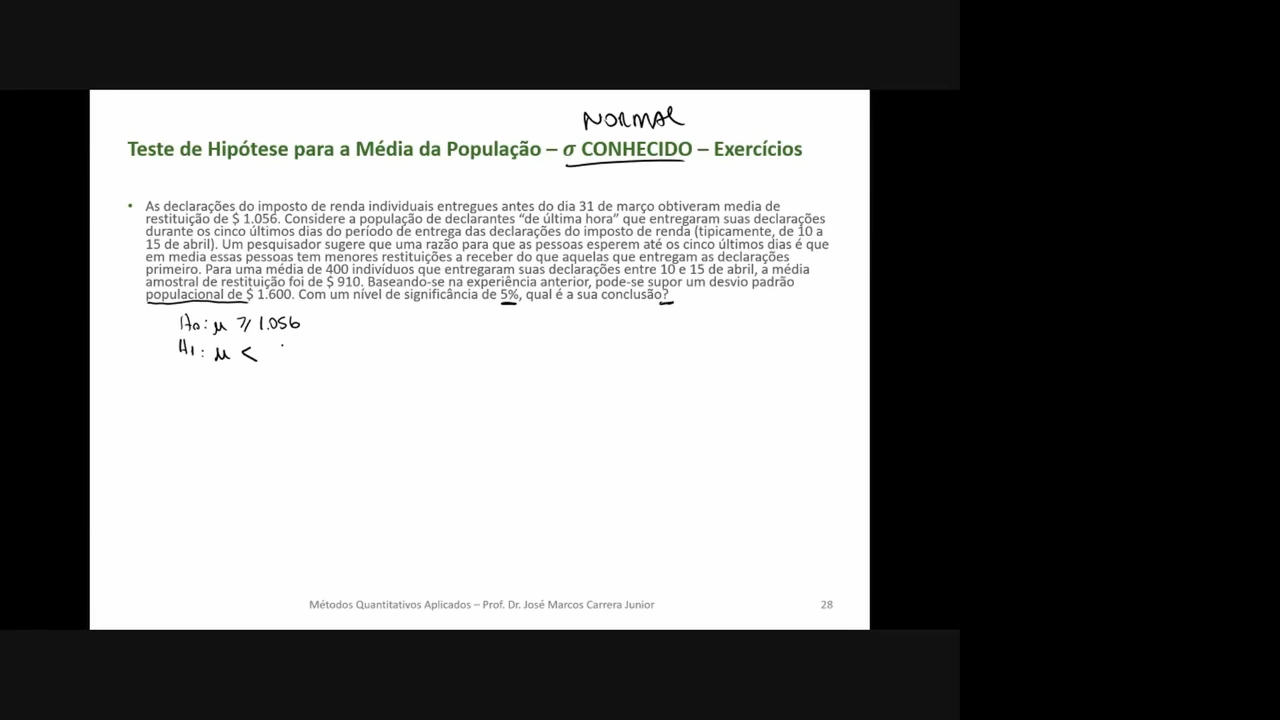 NORMAL
Teste de Hipótese para a Média da População – σ CONHECIDO – Exercícios
• As declarações do imposto de renda individuais entregues antes do dia 31 de março obtiveram media de
restituição de $ 1.056. Considere a população de declarantes “de última hora” que entregaram suas declarações
durante os cinco últimos dias do período de entrega das declarações do imposto de renda (tipicamente, de 10 a
15 de abril). Um pesquisador sugere que uma razão para que as pessoas esperem até os cinco últimos dias é que
em media essas pessoas tem menores restituições a receber do que aquelas que entregam as declarações
primeiro. Para uma média de 400 indivíduos que entregaram suas declarações entre 10 e 15 de abril, a média
amostral de restituição foi de $ 910. Baseando-se na experiência anterior, pode-se supor um desvio padrão
populacional de $ 1.600. Com um nível de significância de 5%, qual é a sua conclusão?
H0: μ ≥ 1.056
H1: μ <
Métodos Quantitativos Aplicados – Prof. Dr. José Marcos Carrera Junior
28